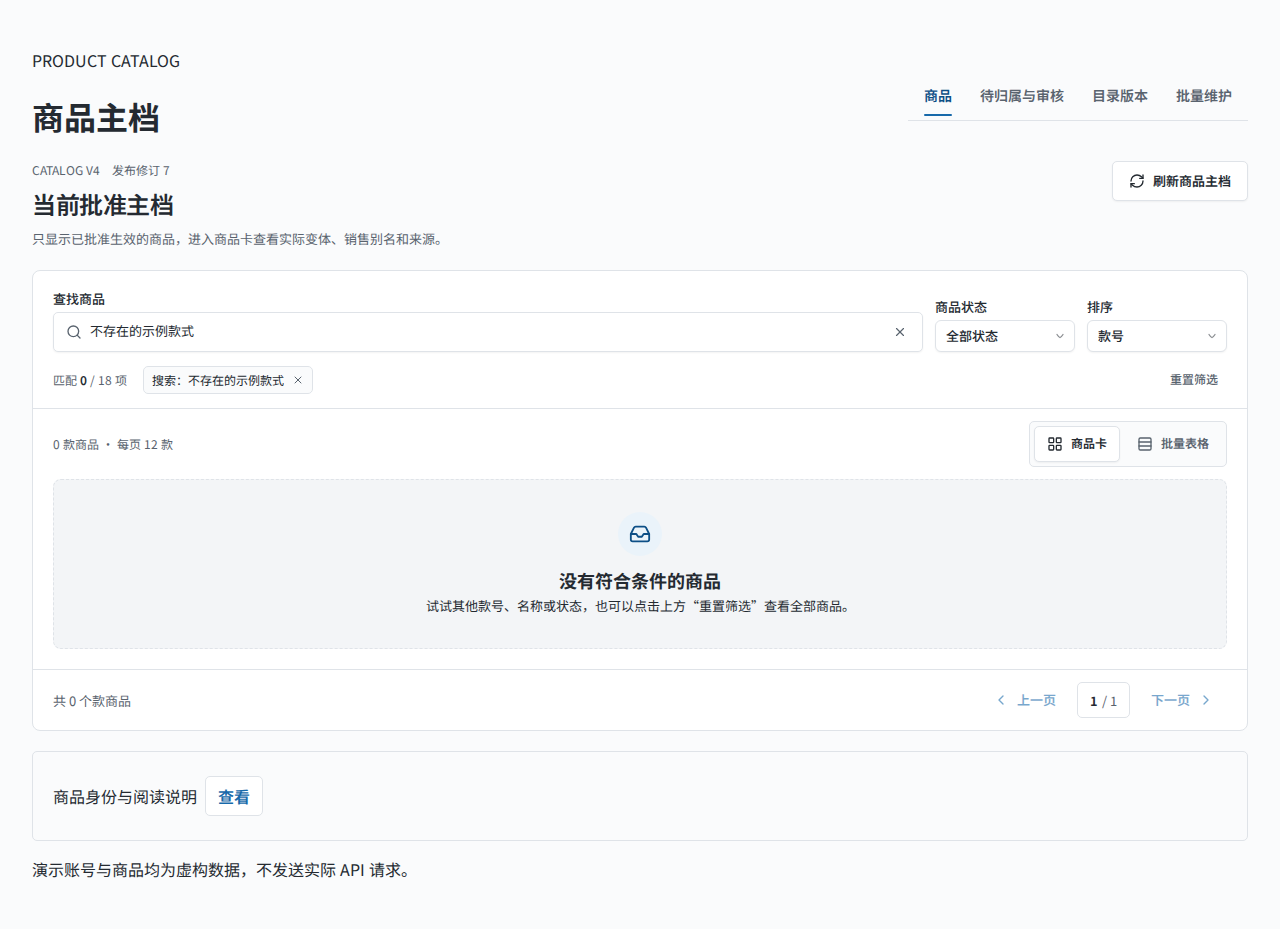 PRODUCT CATALOG
商品主档
商品 待归属与审核 目录版本 批量维护
CATALOG V4 发布修订 7
当前批准主档
刷新商品主档
只显示已批准生效的商品，进入商品卡查看实际变体、销售别名和来源。
查找商品
不存在的示例款式
商品状态
全部状态
排序
款号
匹配 0 / 18 项
搜索：不存在的示例款式
重置筛选
0 款商品 · 每页 12 款
商品卡 批量表格
没有符合条件的商品
试试其他款号、名称或状态，也可以点击上方“重置筛选”查看全部商品。
共 0 个款商品
上一页 1 / 1 下一页
商品身份与阅读说明 查看
演示账号与商品均为虚构数据，不发送实际 API 请求。